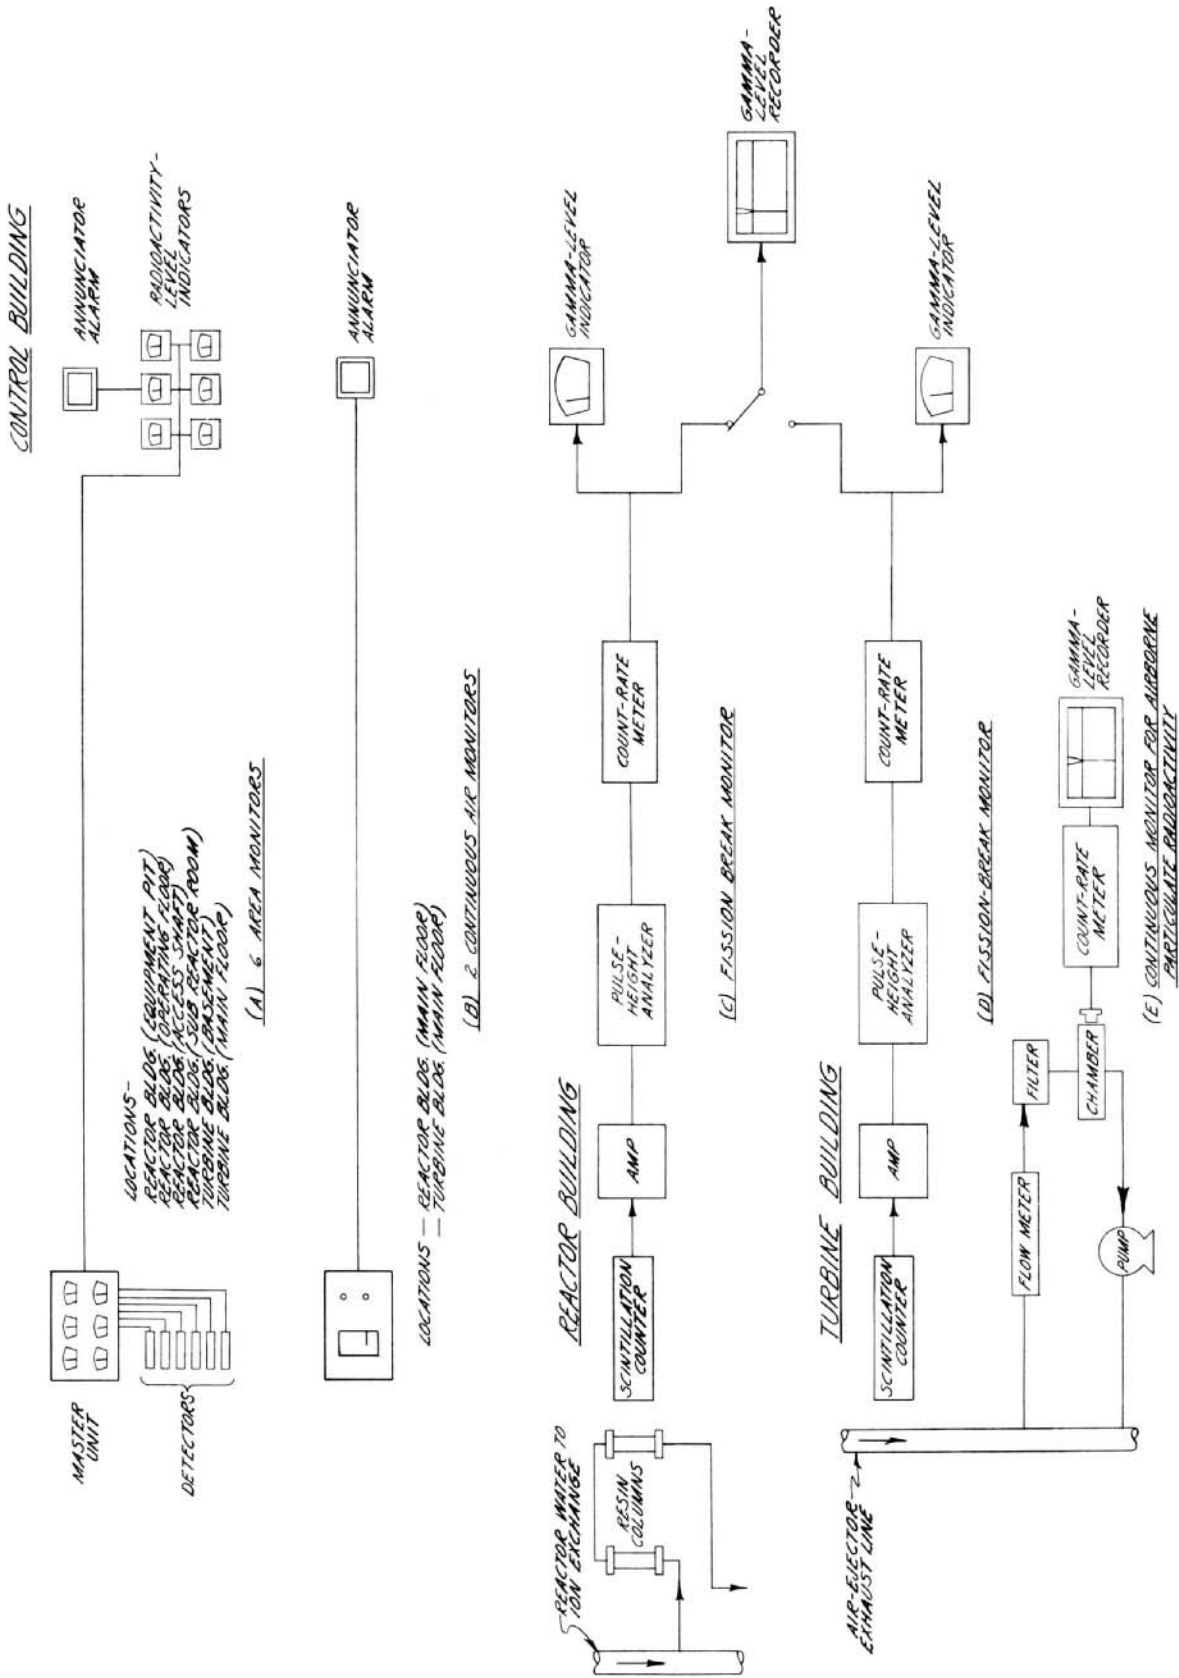 CONTROL BUILDING
MASTER
UNIT
DETECTORS
ANNUNCIATOR
ALARM
RADIOACTIVITY-
LEVEL
INDICATORS
LOCATIONS-
REACTOR BLDG. (EQUIPMENT PIT)
REACTOR BLDG. (OPERATING FLOOR)
REACTOR BLDG. (ACCESS SHAFT)
REACTOR BLDG. (SUB REACTOR ROOM)
TURBINE BLDG. (BASEMENT)
TURBINE BLDG. (MAIN FLOOR)
(A) 6 AREA MONITORS
ANNUNCIATOR
ALARM
LOCATIONS — REACTOR BLDG. (MAIN FLOOR)
— TURBINE BLDG. (MAIN FLOOR)
(B) 2 CONTINUOUS AIR MONITORS
REACTOR BUILDING
REACTOR WATER TO
ION EXCHANGE
RESIN
COLUMNS
SCINTILLATION
COUNTER
AMP
PULSE-
HEIGHT
ANALYZER
COUNT-RATE
METER
GAMMA-LEVEL
INDICATOR
GAMMA-
LEVEL
RECORDER
(C) FISSION BREAK MONITOR
TURBINE BUILDING
SCINTILLATION
COUNTER
AMP
PULSE-
HEIGHT
ANALYZER
COUNT-RATE
METER
GAMMA-LEVEL
INDICATOR
(D) FISSION-BREAK MONITOR
AIR-EJECTOR
EXHAUST LINE
FLOW METER
FILTER
CHAMBER
PUMP
COUNT-RATE
METER
GAMMA-
LEVEL
RECORDER
(E) CONTINUOUS MONITOR FOR AIRBORNE
PARTICULATE RADIOACTIVITY